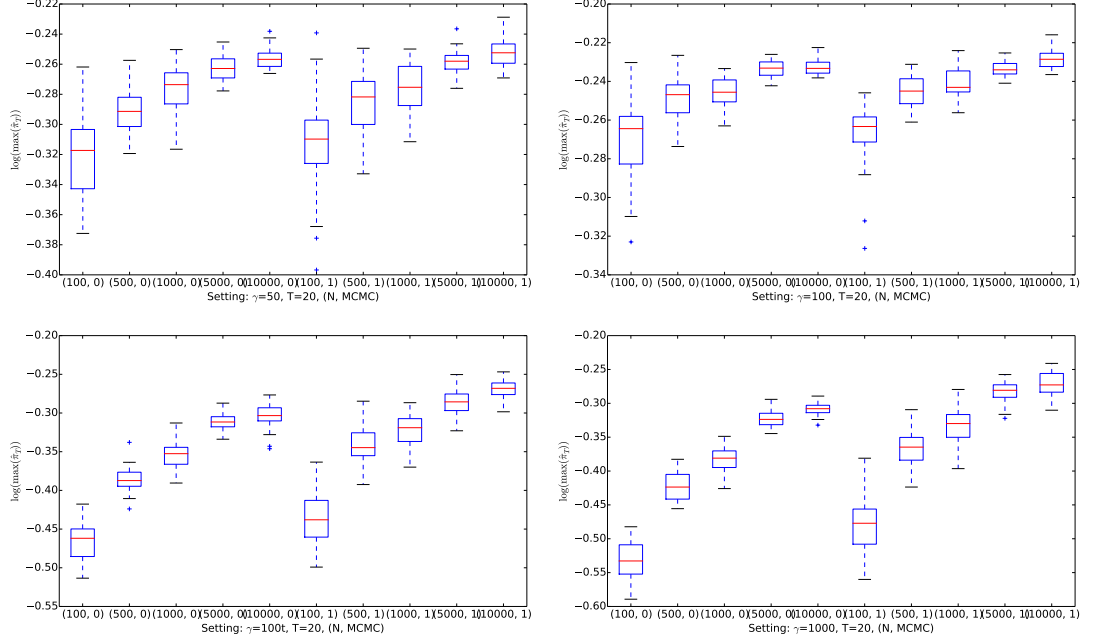 −0.22
−0.24
−0.26
−0.28
−0.30
−0.32
−0.34
−0.36
−0.38
−0.40
log(max(π̂_T))
(100, 0) (500, 0) (1000, 0) (5000, 0) (10000, 0) (100, 1) (500, 1) (1000, 1) (5000, 1) (10000, 1)
Setting: γ=50, T=20, (N, MCMC)
−0.20
−0.22
−0.24
−0.26
−0.28
−0.30
−0.32
−0.34
log(max(π̂_T))
(100, 0) (500, 0) (1000, 0) (5000, 0) (10000, 0) (100, 1) (500, 1) (1000, 1) (5000, 1) (10000, 1)
Setting: γ=100, T=20, (N, MCMC)
−0.20
−0.25
−0.30
−0.35
−0.40
−0.45
−0.50
−0.55
log(max(π̂_T))
(100, 0) (500, 0) (1000, 0) (5000, 0) (10000, 0) (100, 1) (500, 1) (1000, 1) (5000, 1) (10000, 1)
Setting: γ=100t, T=20, (N, MCMC)
−0.20
−0.25
−0.30
−0.35
−0.40
−0.45
−0.50
−0.55
−0.60
log(max(π̂_T))
(100, 0) (500, 0) (1000, 0) (5000, 0) (10000, 0) (100, 1) (500, 1) (1000, 1) (5000, 1) (10000, 1)
Setting: γ=1000, T=20, (N, MCMC)